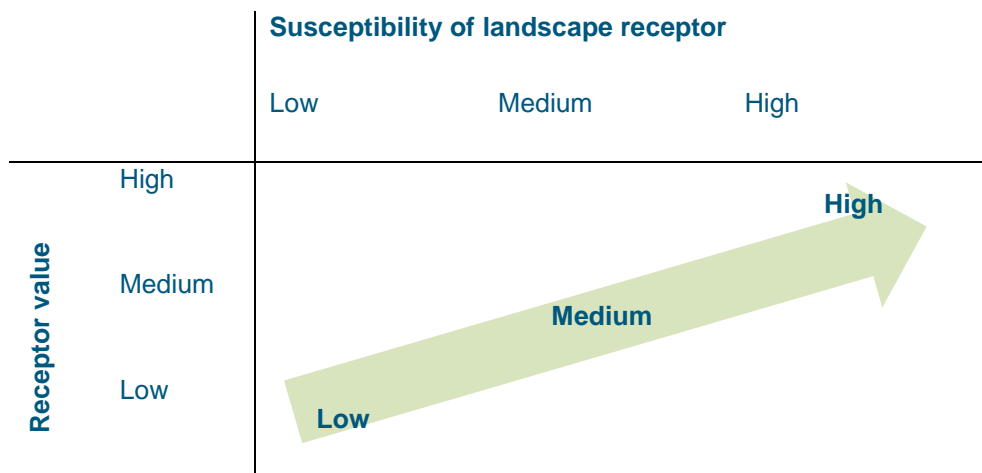 Susceptibility of landscape receptor
Low Medium High
Receptor value
High
Medium
Low
High
Medium
Low